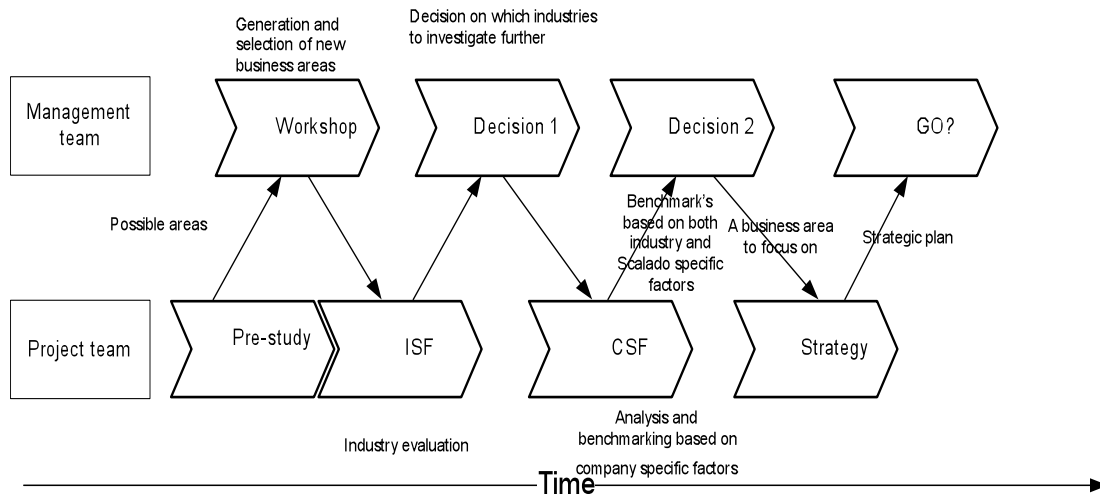 Generation and
selection of new
business areas
Decision on which industries
to investigate further
Management
team
Workshop
Decision 1
Decision 2
GO?
Possible areas
Benchmark's
based on both
industry and
Scalado specific
factors
A business area
to focus on
Strategic plan
Project team
Pre-study
ISF
CSF
Strategy
Industry evaluation
Analysis and
benchmarking based on
company specific factors
Time